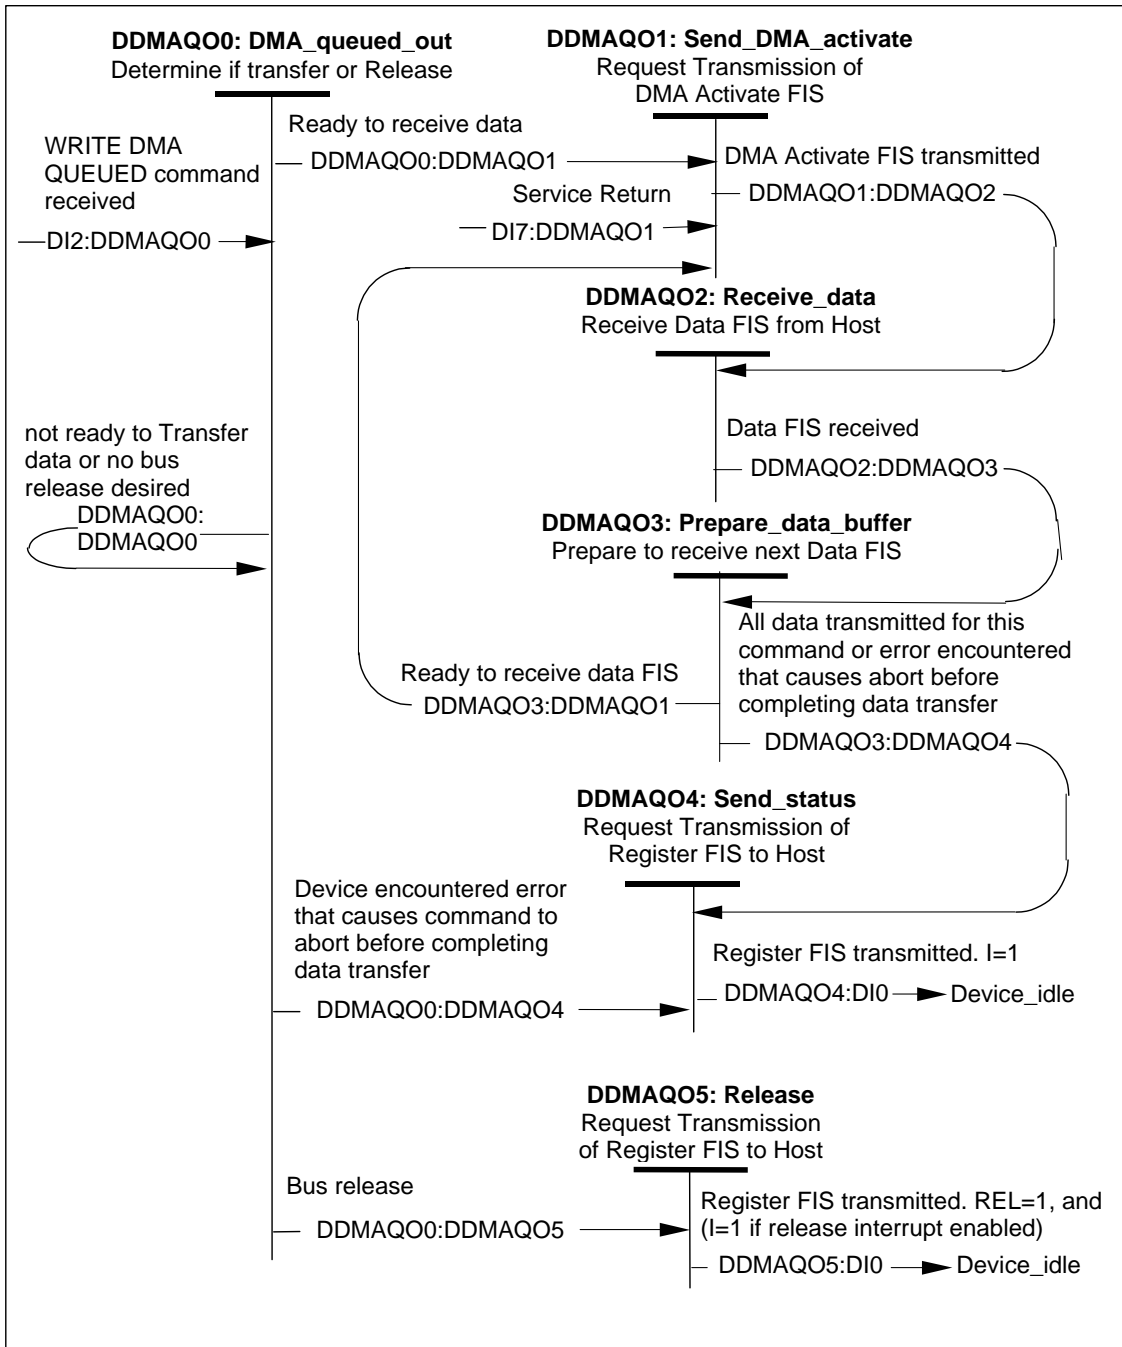 DDMAQO0: DMA_queued_out
Determine if transfer or Release
DDMAQO1: Send_DMA_activate
Request Transmission of
DMA Activate FIS
WRITE DMA
QUEUED command
received
DI2:DDMAQO0
Ready to receive data
DDMAQO0:DDMAQO1
Service Return
DI7:DDMAQO1
DMA Activate FIS transmitted
DDMAQO1:DDMAQO2
DDMAQO2: Receive_data
Receive Data FIS from Host
not ready to Transfer
data or no bus
release desired
DDMAQO0:
DDMAQO0
Data FIS received
DDMAQO2:DDMAQO3
DDMAQO3: Prepare_data_buffer
Prepare to receive next Data FIS
Ready to receive data FIS
DDMAQO3:DDMAQO1
All data transmitted for this
command or error encountered
that causes abort before
completing data transfer
DDMAQO3:DDMAQO4
DDMAQO4: Send_status
Request Transmission of
Register FIS to Host
Device encountered error
that causes command to
abort before completing
data transfer
DDMAQO0:DDMAQO4
Register FIS transmitted. I=1
DDMAQO4:DI0
Device_idle
DDMAQO5: Release
Request Transmission
of Register FIS to Host
Bus release
DDMAQO0:DDMAQO5
Register FIS transmitted. REL=1, and
(I=1 if release interrupt enabled)
DDMAQO5:DI0
Device_idle